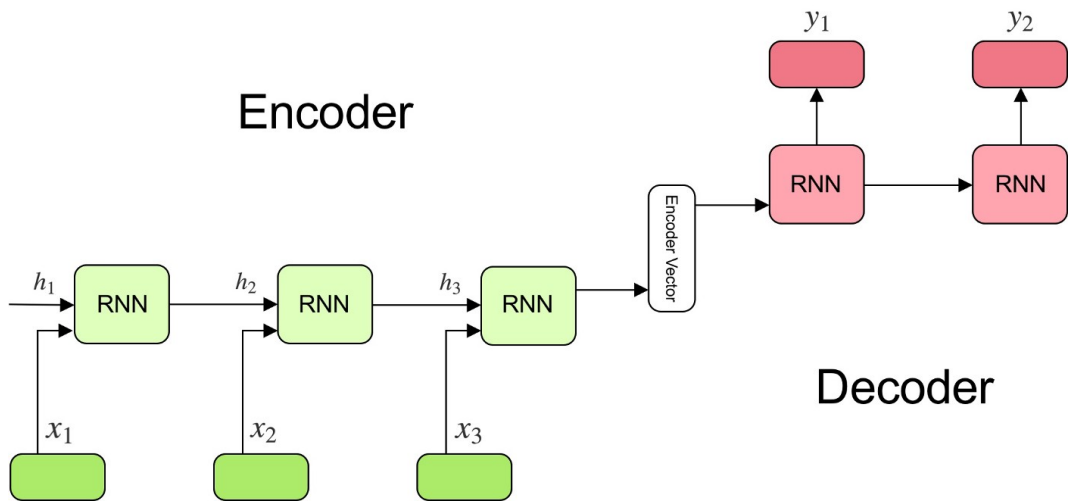 y₁
y₂
Encoder
RNN
RNN
Encoder Vector
h₁
RNN
h₂
RNN
h₃
RNN
Decoder
x₁
x₂
x₃